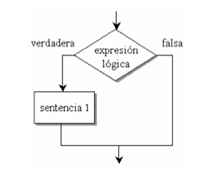 verdadera
falsa
expresión
lógica
sentencia 1